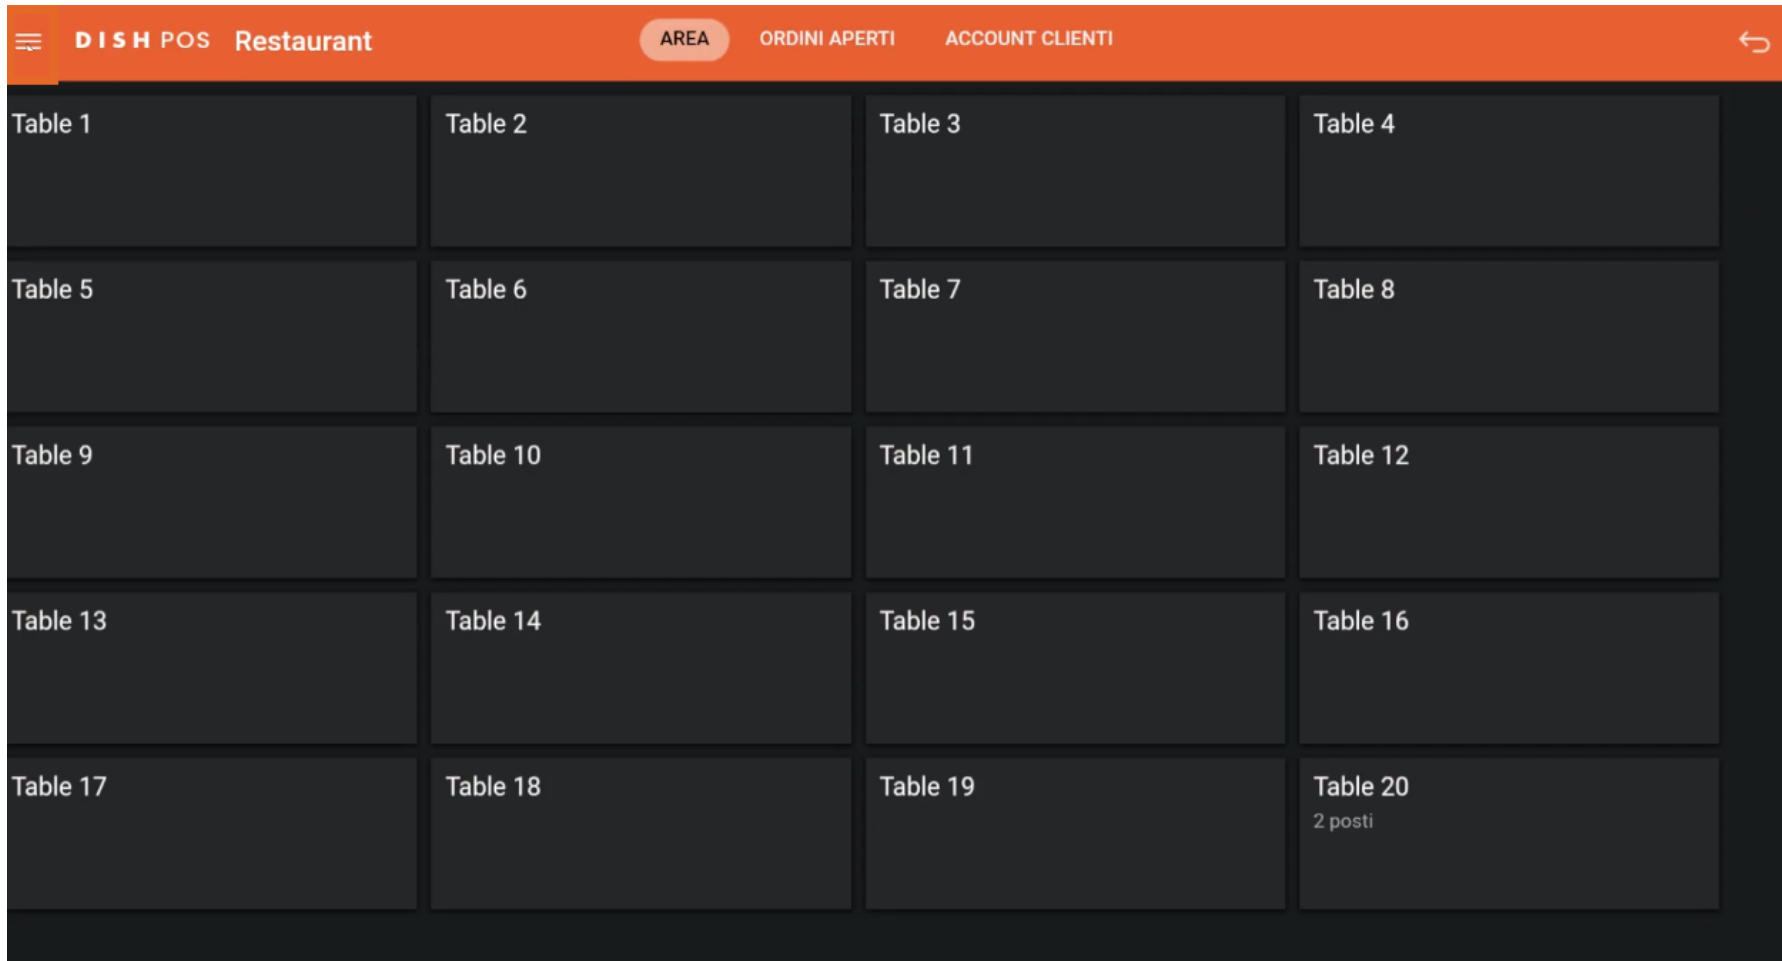 DISH POS Restaurant AREA ORDINI APERTI ACCOUNT CLIENTI
Table 1 Table 2 Table 3 Table 4
Table 5 Table 6 Table 7 Table 8
Table 9 Table 10 Table 11 Table 12
Table 13 Table 14 Table 15 Table 16
Table 17 Table 18 Table 19 Table 20
2 posti